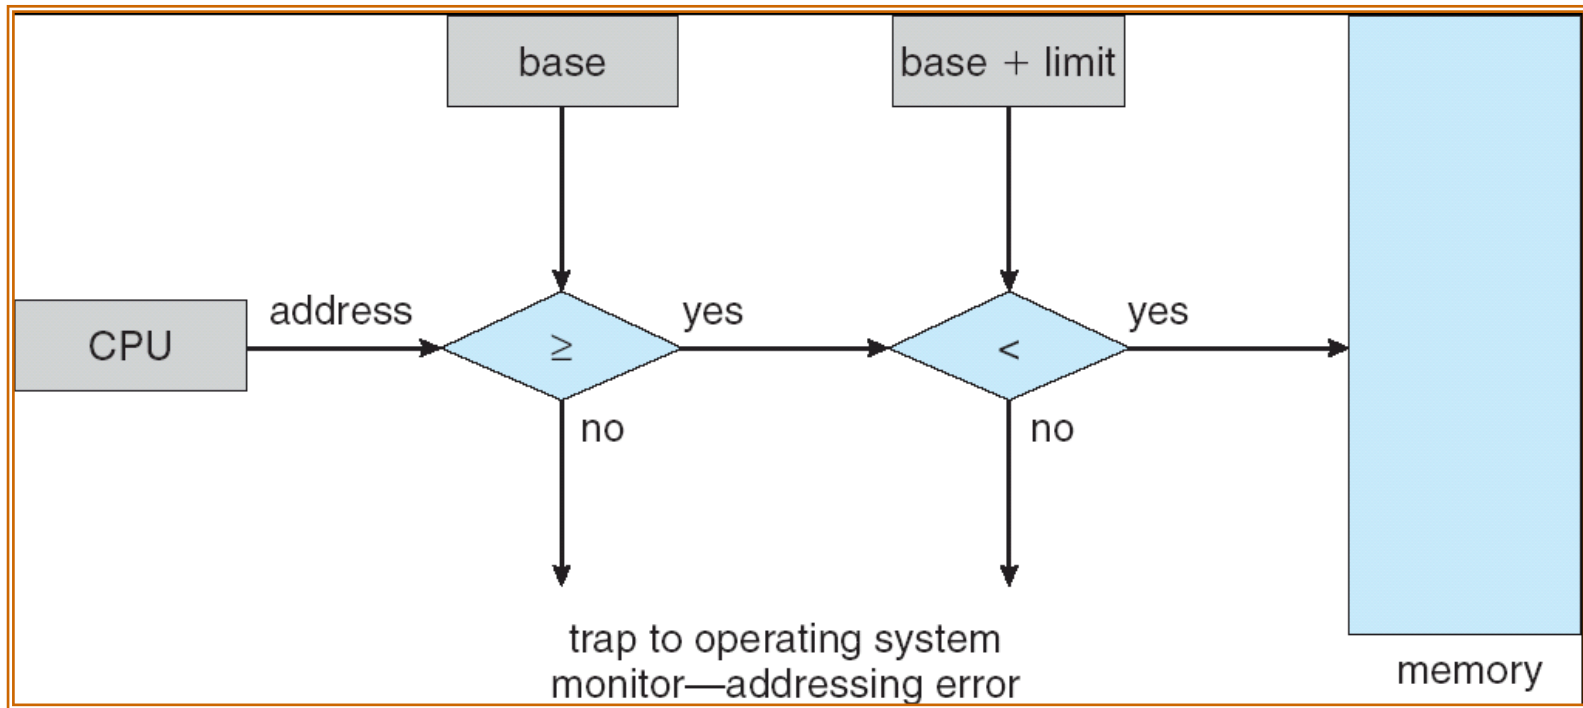 base
base + limit
CPU
address
≥
yes
<
yes
no
no
trap to operating system
monitor—addressing error
memory